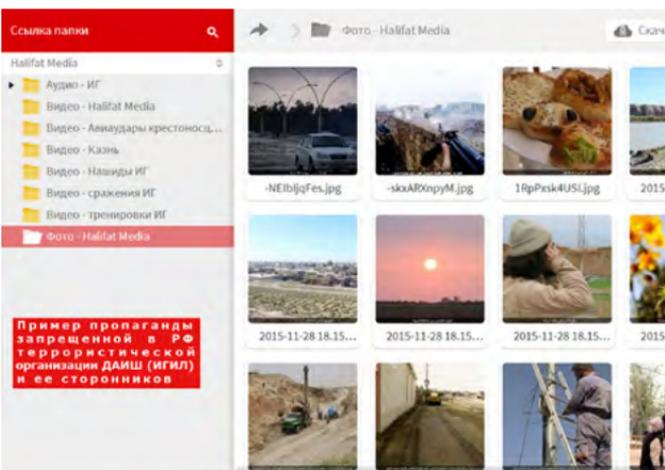 Ссылка папки
Фото - Halifat Media
Скач
Halifat Media
Аудио - ИГ
Видео - Halifat Media
Видео - Авиаудары крестоносц...
Видео - Казнь
Видео - Нашиды ИГ
Видео - сражения ИГ
Видео - тренировки ИГ
Фото - Halifat Media
-NEIbljqFes.jpg
-skxARXnpyM.jpg
1RpPxsk4USI.jpg
2015
2015-11-28 18.15...
2015-11-28 18.15...
2015-11-28 18.15...
2015
Пример пропаганды
запрещенной в РФ
террористической
организации ДАИШ (ИГИЛ)
и ее сторонников